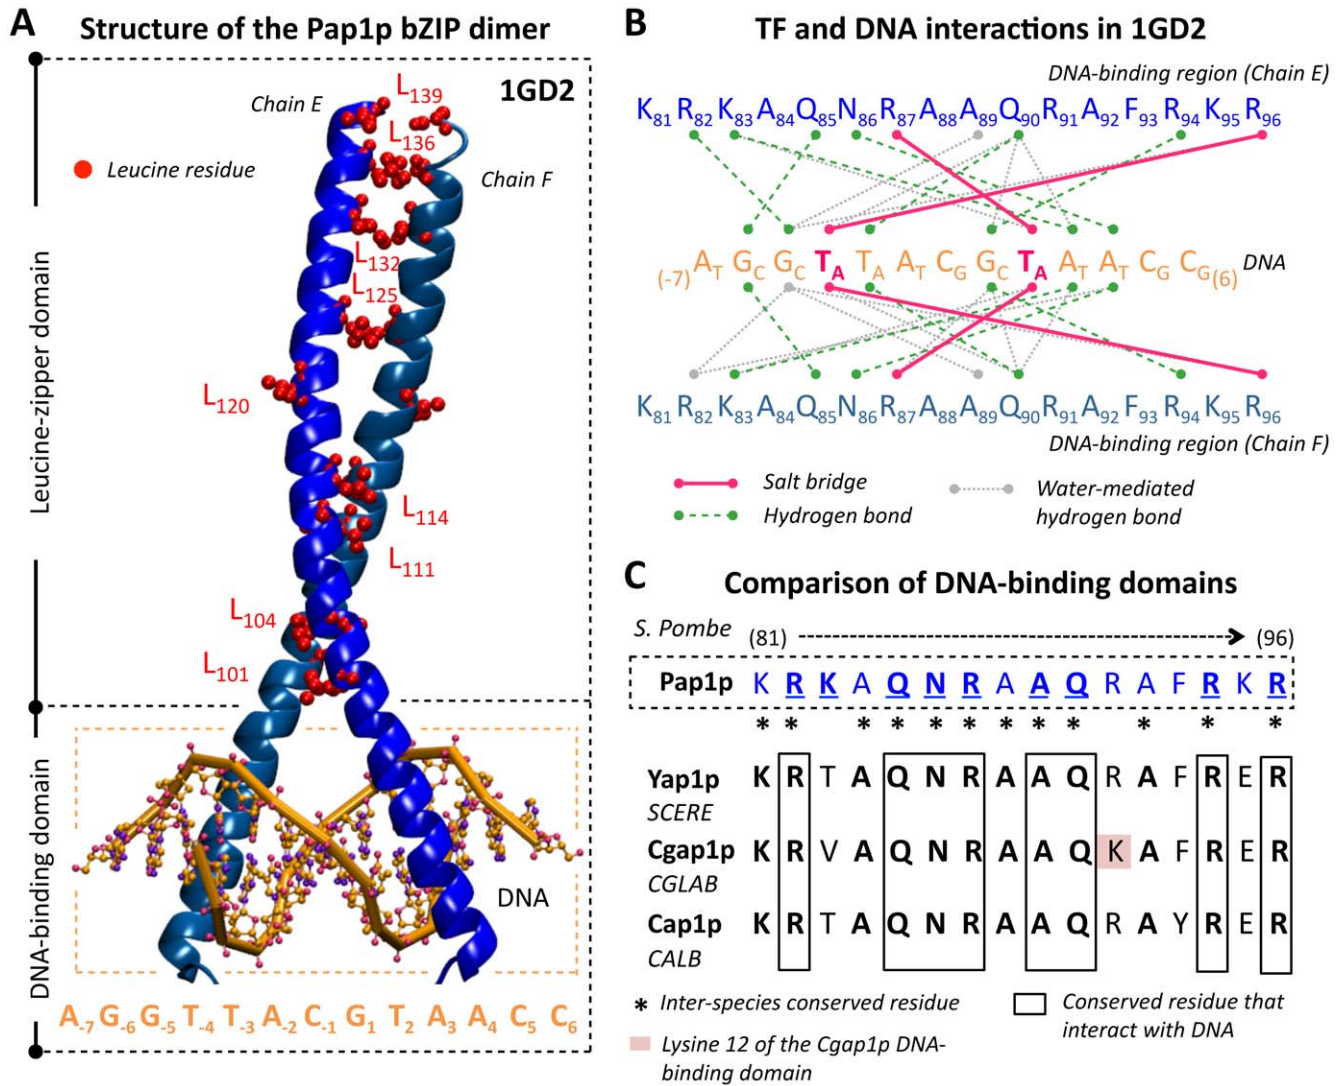 A Structure of the Pap1p bZIP dimer
1GD2
Chain E
L139
L136
Leucine residue
Chain F
L132
L125
L120
L114
L111
L104
L101
Leucine-zipper domain
DNA-binding domain
DNA
A-7 G-6 G-5 T-4 T-3 A-2 C-1 G1 T2 A3 A4 C5 C6
B TF and DNA interactions in 1GD2
DNA-binding region (Chain E)
K81 R82 K83 A84 Q85 N86 R87 A88 A89 Q90 R91 A92 F93 R94 K95 R96
(-7) AT GC GC TA TA AT CG GC TA AT AT CG CG (6) DNA
K81 R82 K83 A84 Q85 N86 R87 A88 A89 Q90 R91 A92 F93 R94 K95 R96
DNA-binding region (Chain F)
Salt bridge
Hydrogen bond
Water-mediated
hydrogen bond
C Comparison of DNA-binding domains
S. Pombe (81) (96)
Pap1p K R K A Q N R A A Q R A F R K R
* * * * * * * * * * * *
Yap1p K R T A Q N R A A Q R A F R E R
SCERE
Cgap1p K R V A Q N R A A Q K A F R E R
CGLAB
Cap1p K R T A Q N R A A Q R A Y R E R
CALB
* Inter-species conserved residue
Conserved residue that
interact with DNA
Lysine 12 of the Cgap1p DNA-
binding domain